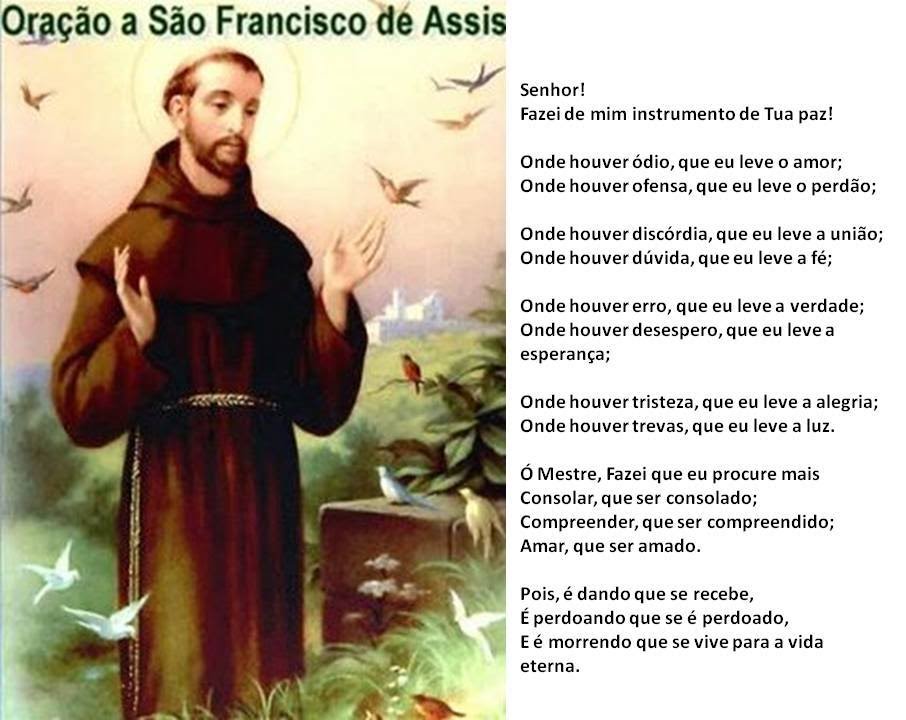 Oração a São Francisco de Assis
Senhor!
Fazei de mim instrumento de Tua paz!
Onde houver ódio, que eu leve o amor;
Onde houver ofensa, que eu leve o perdão;
Onde houver discórdia, que eu leve a união;
Onde houver dúvida, que eu leve a fé;
Onde houver erro, que eu leve a verdade;
Onde houver desespero, que eu leve a
esperança;
Onde houver tristeza, que eu leve a alegria;
Onde houver trevas, que eu leve a luz.
Ó Mestre, Fazei que eu procure mais
Consolar, que ser consolado;
Compreender, que ser compreendido;
Amar, que ser amado.
Pois, é dando que se recebe,
É perdoando que se é perdoado,
E é morrendo que se vive para a vida
eterna.